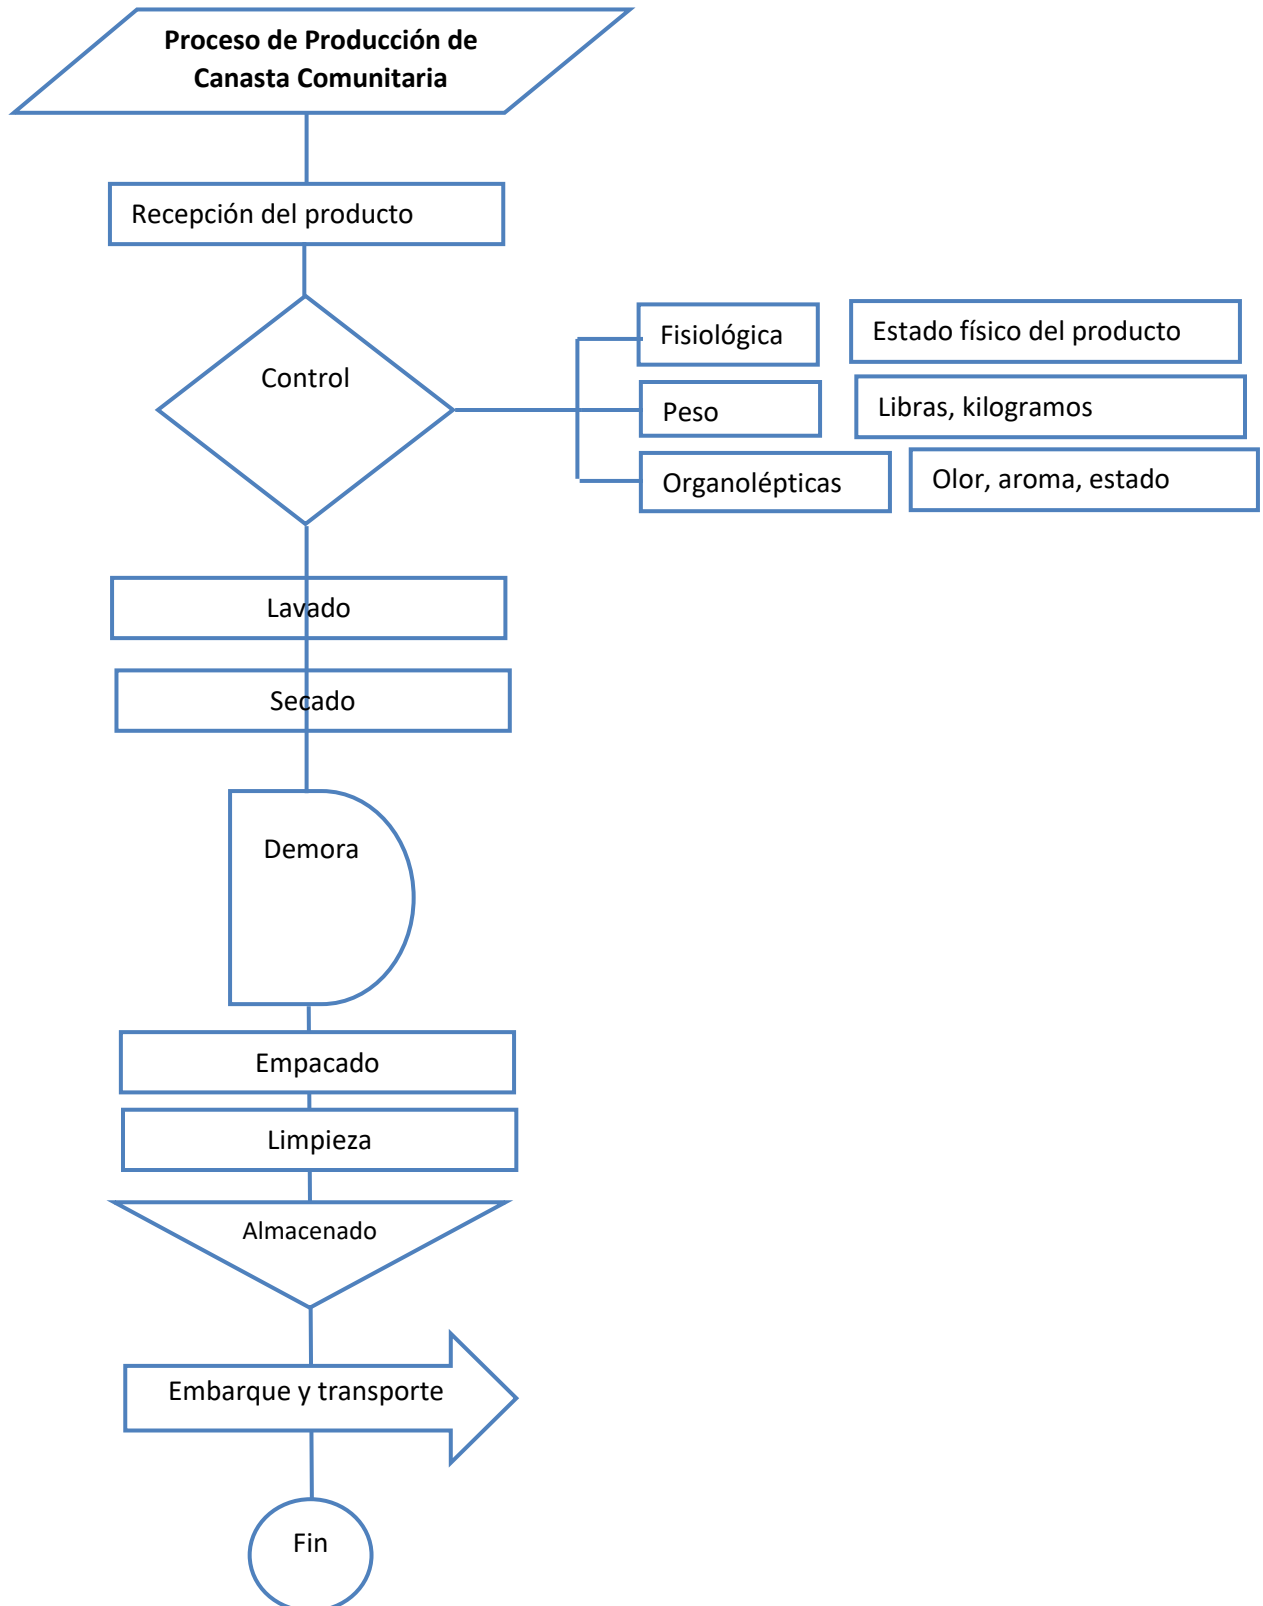 Proceso de Producción de
Canasta Comunitaria
Recepción del producto
Control
Fisiológica
Estado físico del producto
Peso
Libras, kilogramos
Organolépticas
Olor, aroma, estado
Lavado
Secado
Demora
Empacado
Limpieza
Almacenado
Embarque y transporte
Fin